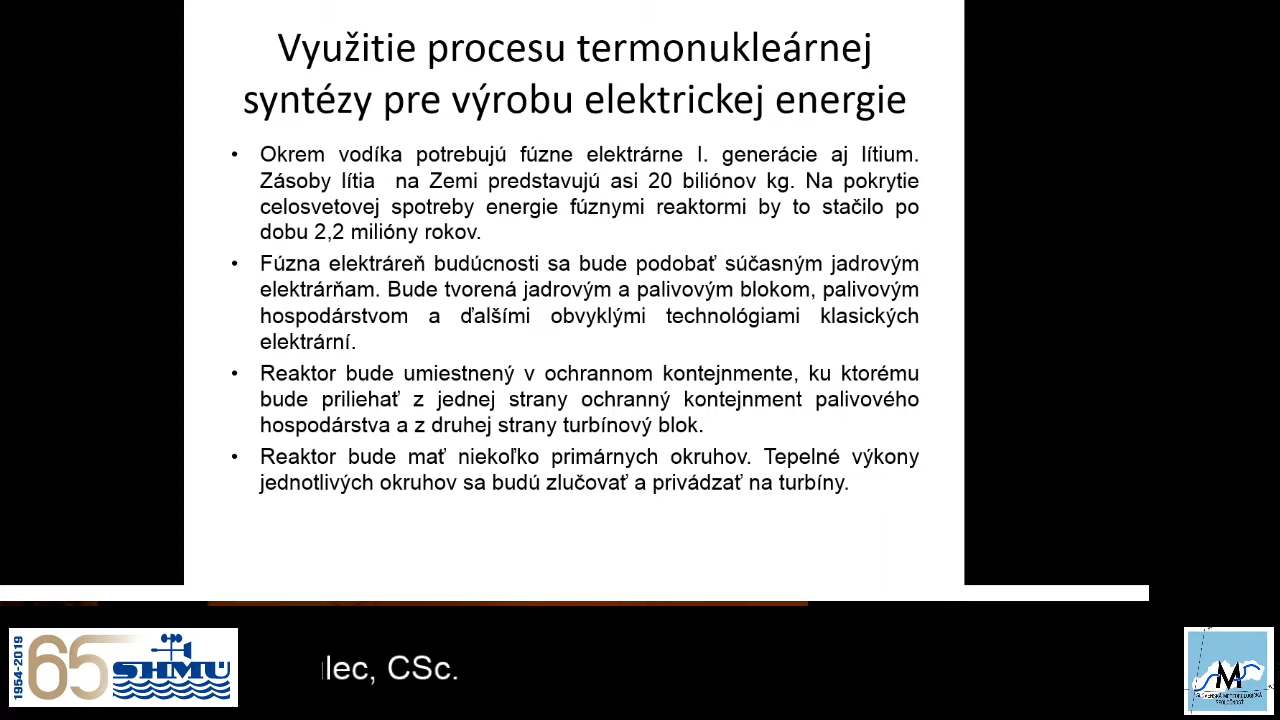 Využitie procesu termonukleárnej
syntézy pre výrobu elektrickej energie
• Okrem vodíka potrebujú fúzne elektrárne I. generácie aj lítium.
Zásoby lítia na Zemi predstavujú asi 20 biliónov kg. Na pokrytie
celosvetovej spotreby energie fúznymi reaktormi by to stačilo po
dobu 2,2 milióny rokov.
• Fúzna elektráreň budúcnosti sa bude podobať súčasným jadrovým
elektrárňam. Bude tvorená jadrovým a palivovým blokom, palivovým
hospodárstvom a ďalšími obvyklými technológiami klasických
elektrární.
• Reaktor bude umiestnený v ochrannom kontejnmente, ku ktorému
bude priliehať z jednej strany ochranný kontejnment palivového
hospodárstva a z druhej strany turbínový blok.
• Reaktor bude mať niekoľko primárnych okruhov. Tepelné výkony
jednotlivých okruhov sa budú zlučovať a privádzať na turbíny.
1954-2019
65
SHMÚ
lec, CSc.
M
SLOVENSKÁ METEOROLOGICKÁ
SPOLOČNOSŤ